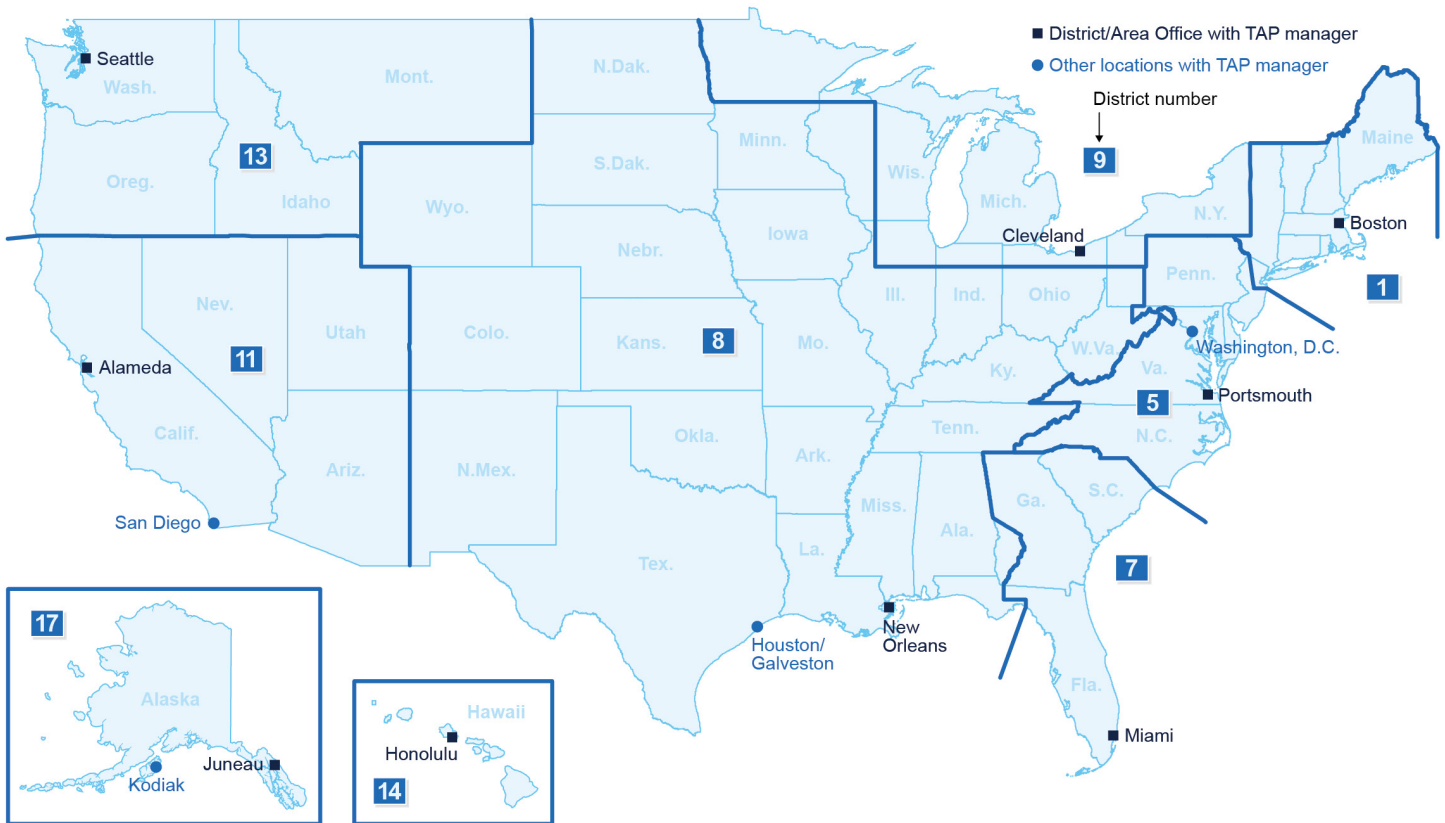 District/Area Office with TAP manager
Other locations with TAP manager
District number
9
Seattle
Wash.
Mont.
N.Dak.
Minn.
Maine
13
Oreg.
Idaho
Wyo.
S.Dak.
Wis.
Mich.
N.Y.
Boston
Cleveland
Iowa
Nebr.
Penn.
1
Nev.
Utah
Colo.
Kans.
8
Mo.
Ill.
Ind.
Ohio
W.Va.
Va.
Washington, D.C.
11
Alameda
Ky.
5
Portsmouth
Calif.
Ariz.
N.Mex.
Okla.
Ark.
Tenn.
N.C.
San Diego
Tex.
La.
Miss.
Ala.
Ga.
S.C.
7
Houston/
Galveston
New
Orleans
Fla.
Miami
17
Alaska
Juneau
Kodiak
Hawaii
Honolulu
14